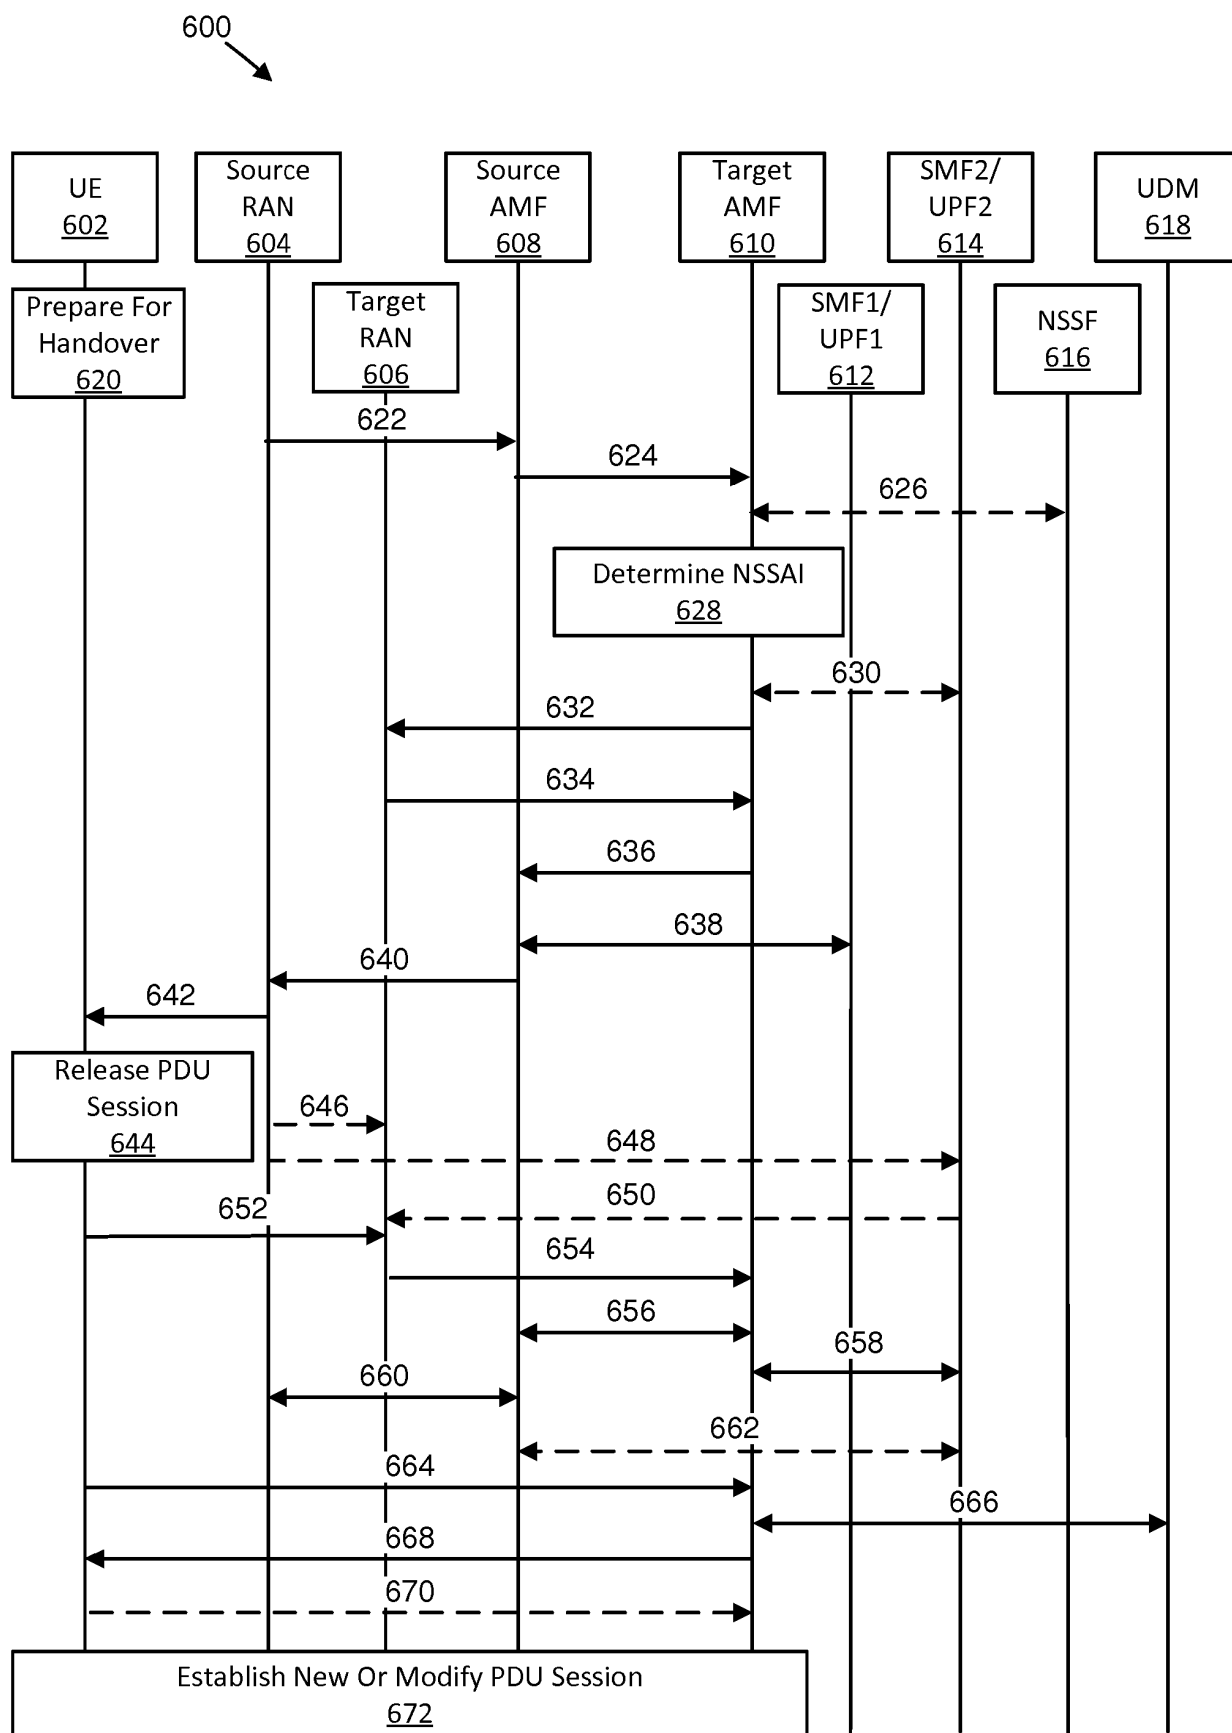 600
UE
602
Source
RAN
604
Source
AMF
608
Target
AMF
610
SMF2/
UPF2
614
UDM
618
Prepare For
Handover
620
Target
RAN
606
SMF1/
UPF1
612
NSSF
616
622
624
626
Determine NSSAI
628
630
632
634
636
638
640
642
Release PDU
Session
644
646
648
650
652
654
656
658
660
662
664
666
668
670
Establish New Or Modify PDU Session
672